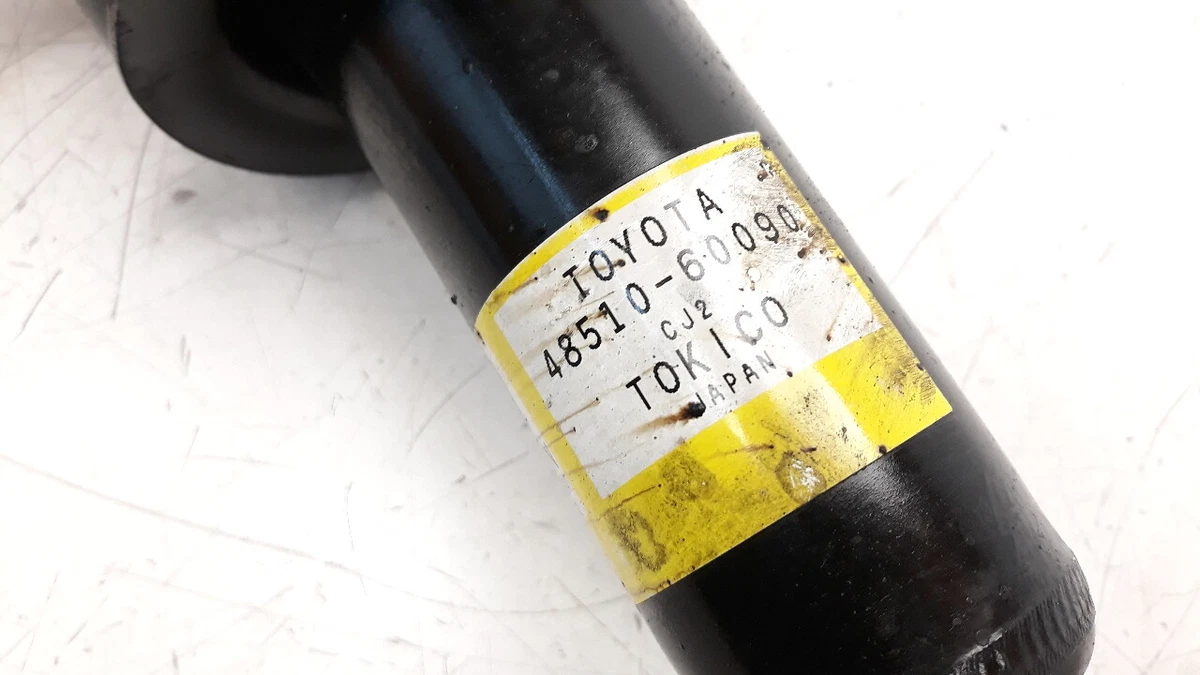 TOYOTA
48510-60090
CJ2
TOKICO
JAPAN